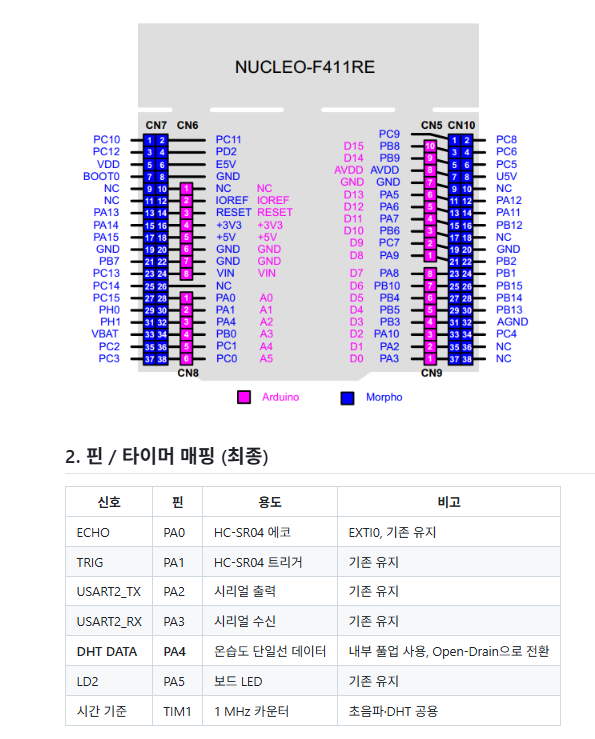 NUCLEO-F411RE
CN7 CN6 CN5 CN10
PC9
PC10 1 2 PC11 D15 PB8 10 1 2 PC8
PC12 3 4 PD2 D14 PB9 9 3 4 PC6
VDD 5 6 E5V AVDD AVDD 8 5 6 PC5
BOOT0 7 8 GND GND GND 7 7 8 U5V
NC 9 10 1 NC NC D13 PA5 6 9 10 NC
NC 11 12 2 IOREF IOREF D12 PA6 5 11 12 PA12
PA13 13 14 3 RESET RESET D11 PA7 4 13 14 PA11
PA14 15 16 4 +3V3 +3V3 D10 PB6 3 15 16 PB12
PA15 17 18 5 +5V +5V D9 PC7 2 17 18 NC
GND 19 20 6 GND GND D8 PA9 1 19 20 GND
PB7 21 22 7 GND GND 21 22 PB2
PC13 23 24 8 VIN VIN D7 PA8 8 23 24 PB1
PC14 25 26 NC D6 PB10 7 25 26 PB15
PC15 27 28 1 PA0 A0 D5 PB4 6 27 28 PB14
PH0 29 30 2 PA1 A1 D4 PB5 5 29 30 PB13
PH1 31 32 3 PA4 A2 D3 PB3 4 31 32 AGND
VBAT 33 34 4 PB0 A3 D2 PA10 3 33 34 PC4
PC2 35 36 5 PC1 A4 D1 PA2 2 35 36 NC
PC3 37 38 6 PC0 A5 D0 PA3 1 37 38 NC
CN8 CN9
Arduino Morpho
2. 핀 / 타이머 매핑 (최종)
신호 핀 용도 비고
ECHO PA0 HC-SR04 에코 EXTI0, 기존 유지
TRIG PA1 HC-SR04 트리거 기존 유지
USART2_TX PA2 시리얼 출력 기존 유지
USART2_RX PA3 시리얼 수신 기존 유지
DHT DATA PA4 온습도 단일선 데이터 내부 풀업 사용, Open-Drain으로 전환
LD2 PA5 보드 LED 기존 유지
시간 기준 TIM1 1 MHz 카운터 초음파·DHT 공용